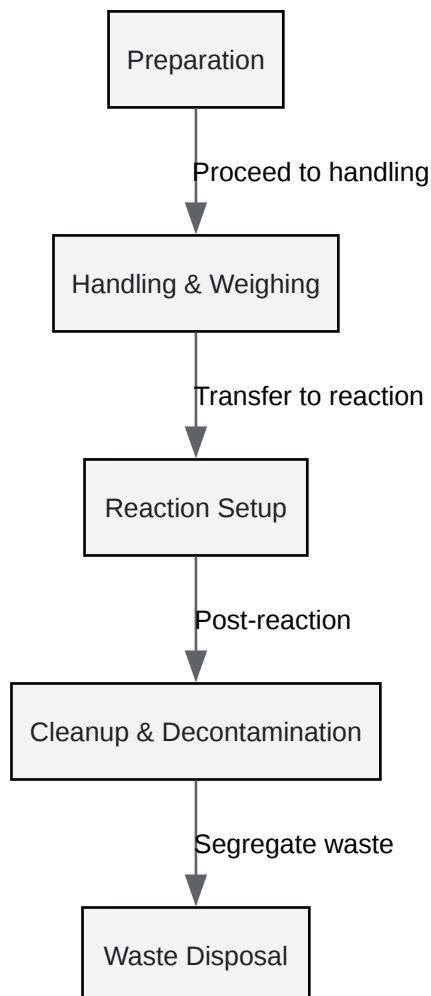 Preparation
Proceed to handling
Handling & Weighing
Transfer to reaction
Reaction Setup
Post-reaction
Cleanup & Decontamination
Segregate waste
Waste Disposal